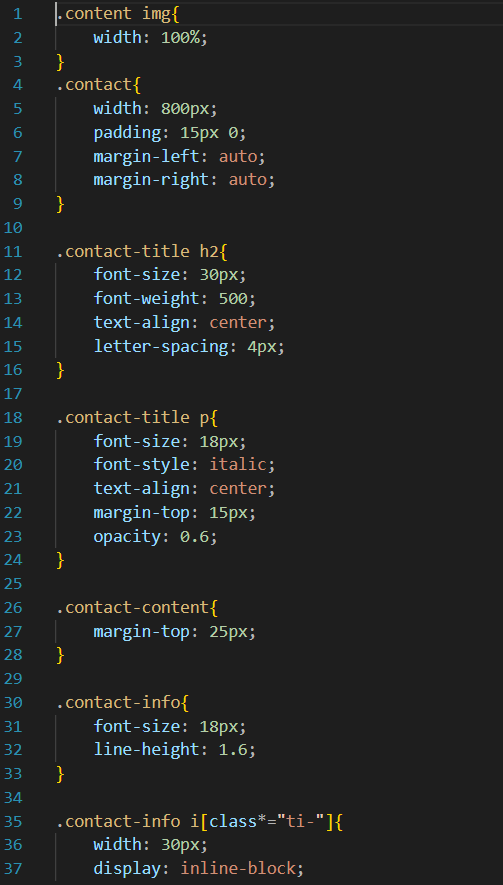 1 .content img{
2 width: 100%;
3 }
4 .contact{
5 width: 800px;
6 padding: 15px 0;
7 margin-left: auto;
8 margin-right: auto;
9 }
10
11 .contact-title h2{
12 font-size: 30px;
13 font-weight: 500;
14 text-align: center;
15 letter-spacing: 4px;
16 }
17
18 .contact-title p{
19 font-size: 18px;
20 font-style: italic;
21 text-align: center;
22 margin-top: 15px;
23 opacity: 0.6;
24 }
25
26 .contact-content{
27 margin-top: 25px;
28 }
29
30 .contact-info{
31 font-size: 18px;
32 line-height: 1.6;
33 }
34
35 .contact-info i[class*="ti-"]{
36 width: 30px;
37 display: inline-block;